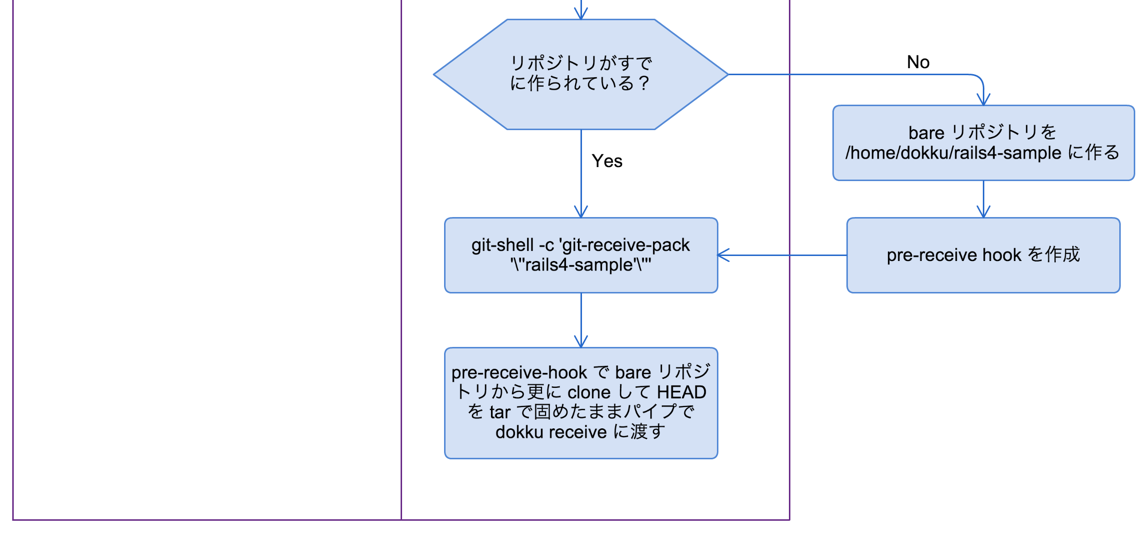 リポジトリがすで
に作られている？
No
bare リポジトリを
/home/dokku/rails4-sample に作る
Yes
git-shell -c 'git-receive-pack
'\''rails4-sample'\'''
pre-receive hook を作成
pre-receive-hook で bare リポジ
トリから更に clone して HEAD
を tar で固めたままパイプで
dokku receive に渡す